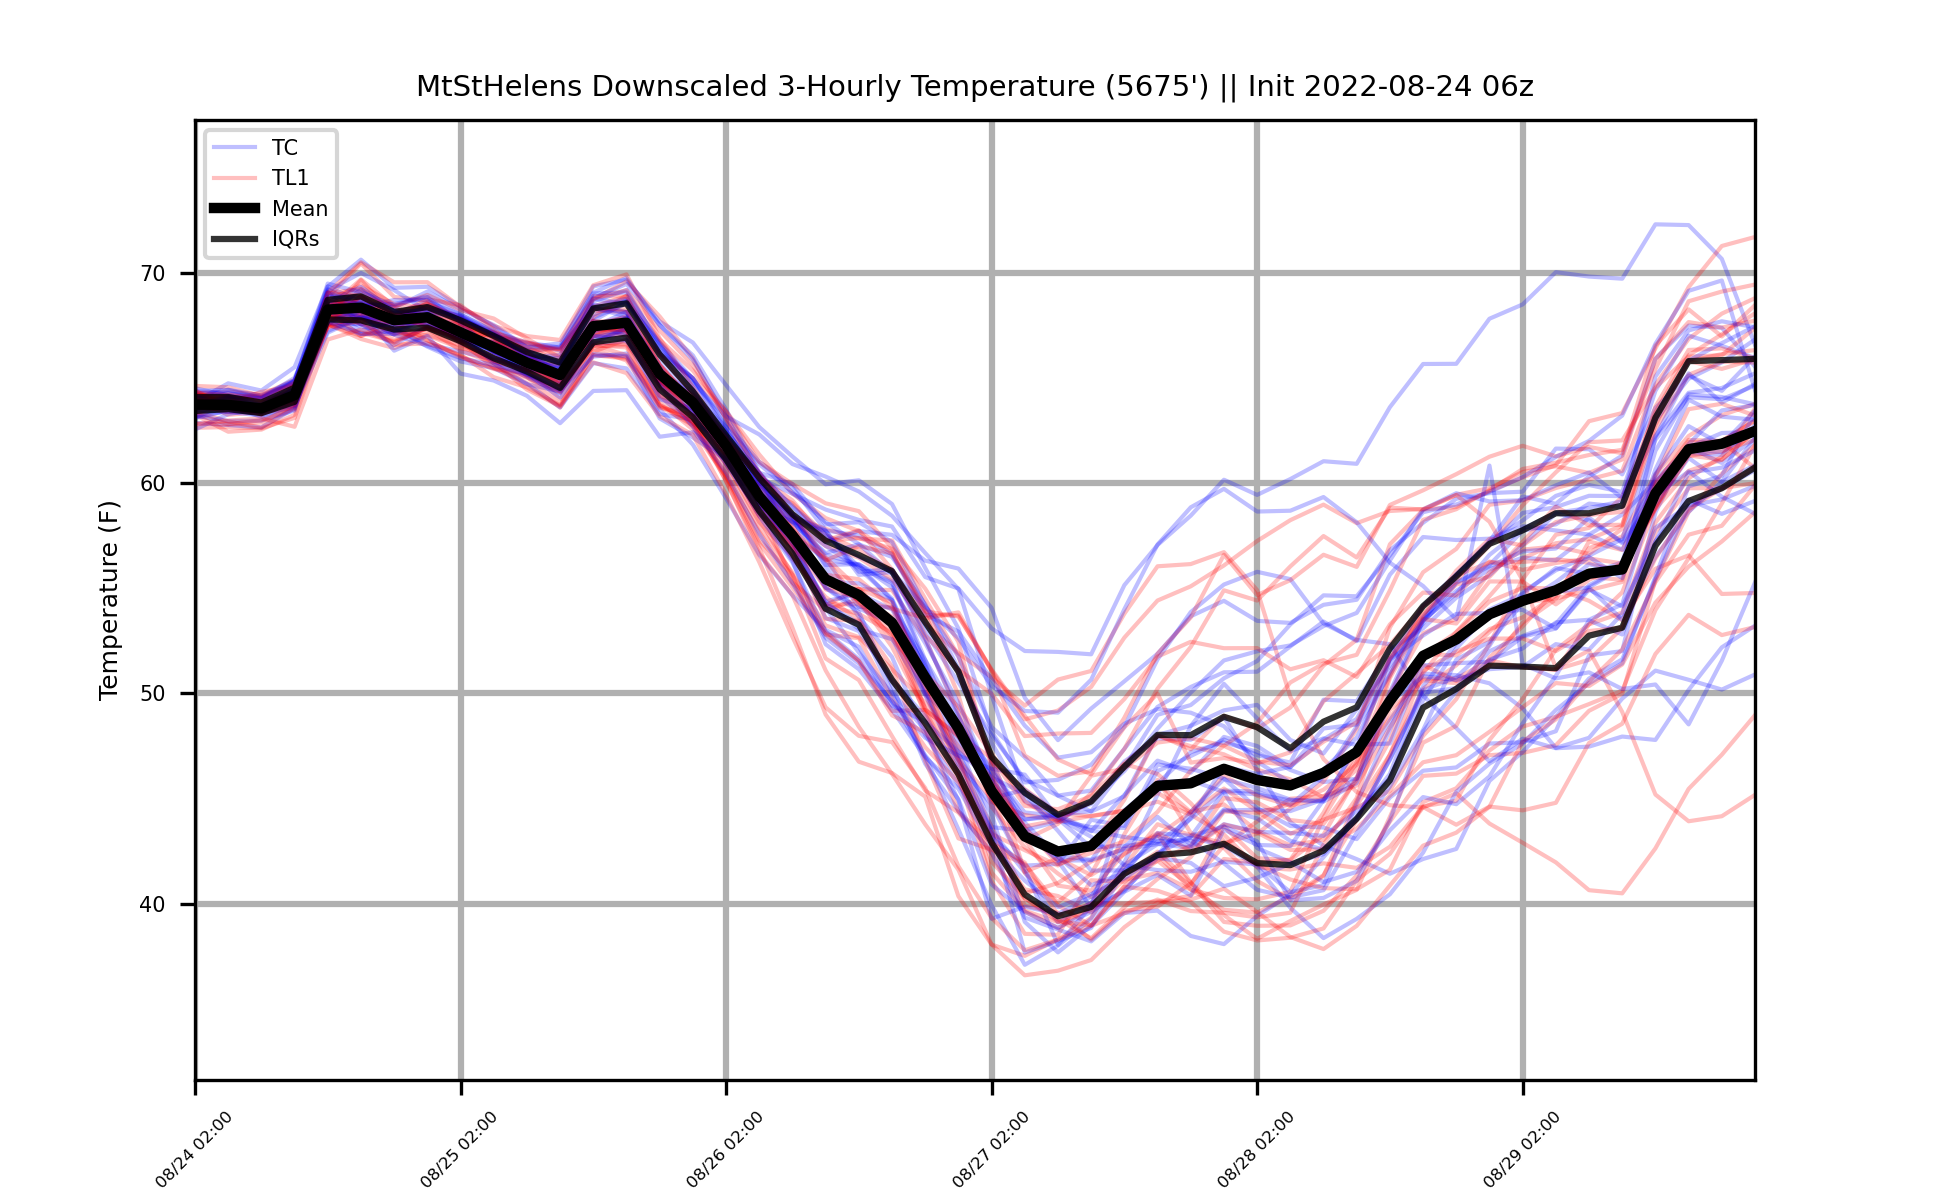 MtStHelens Downscaled 3-Hourly Temperature (5675') || Init 2022-08-24 06z
TC
TL1
Mean
IQRs
Temperature (F)
70
60
50
40
08/24 02:00
08/25 02:00
08/26 02:00
08/27 02:00
08/28 02:00
08/29 02:00